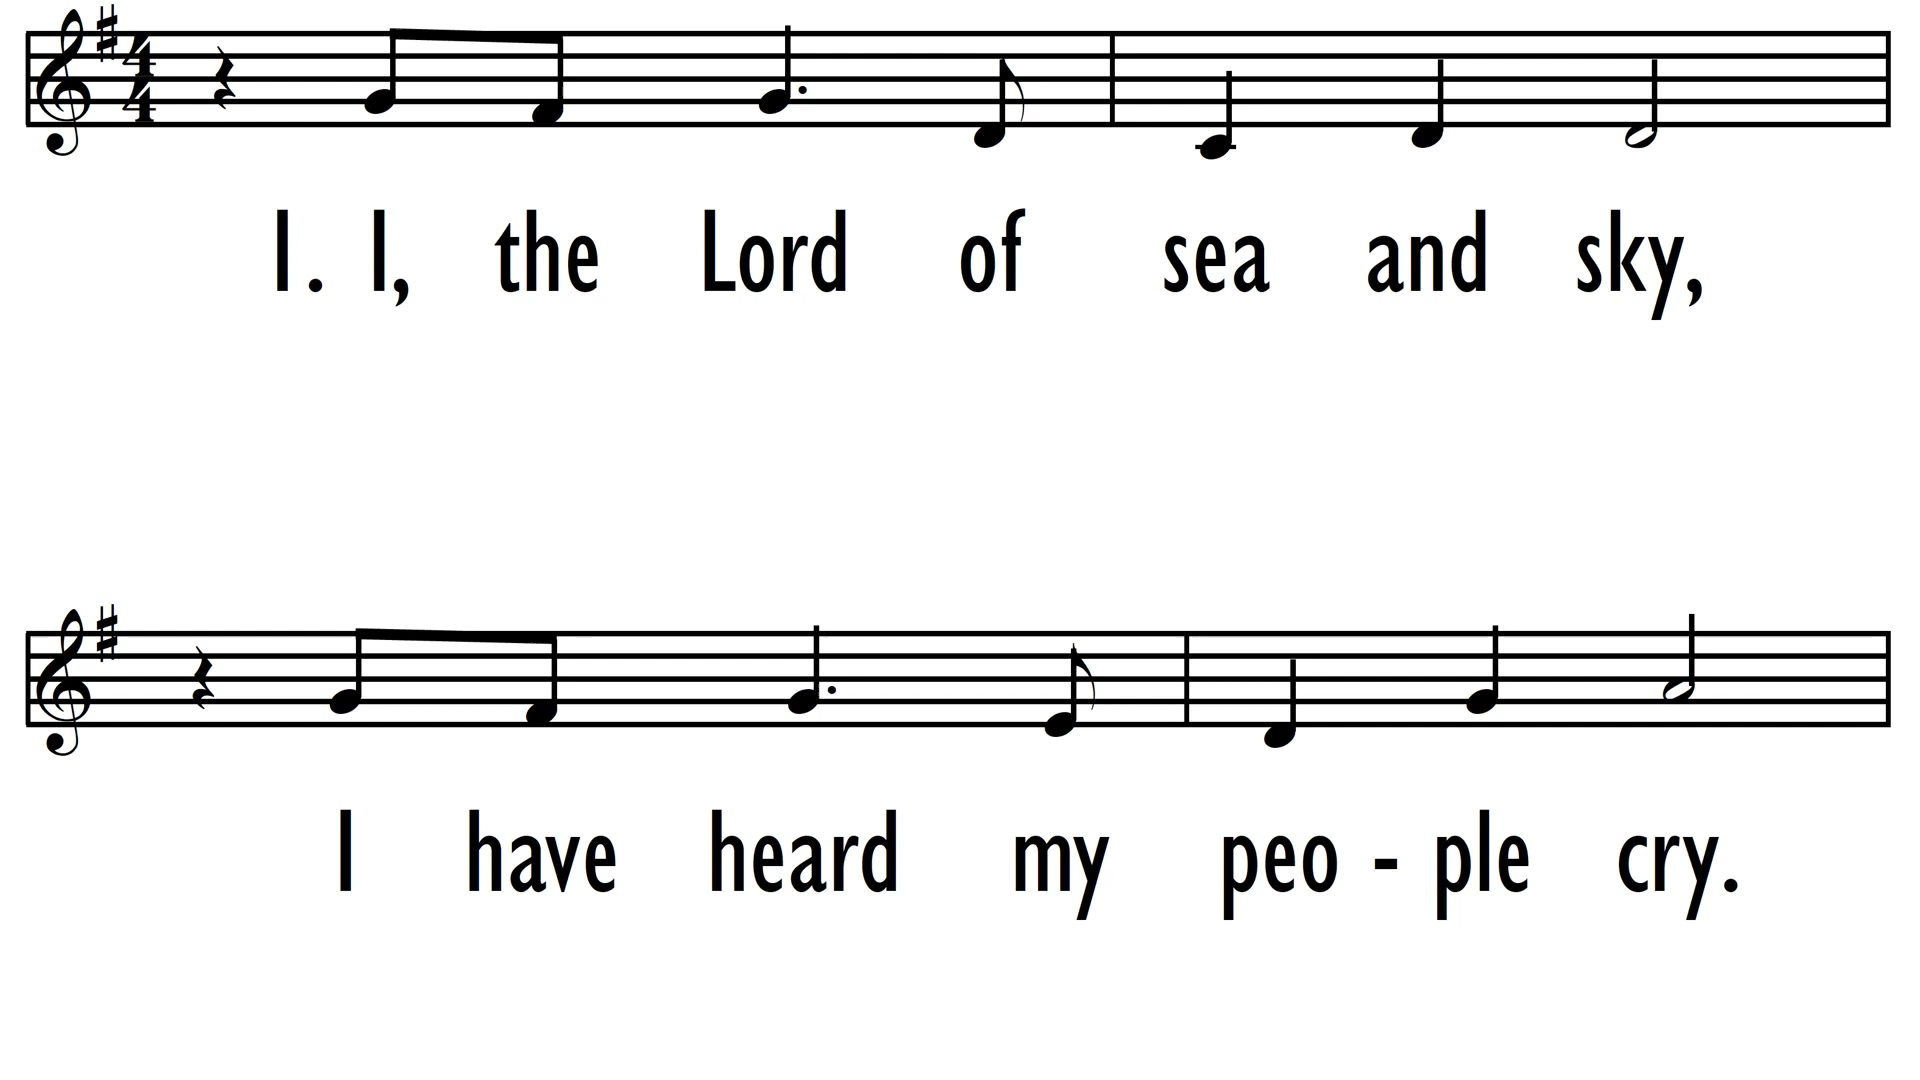 1. I, the Lord of sea and sky,
I have heard my peo - ple cry.